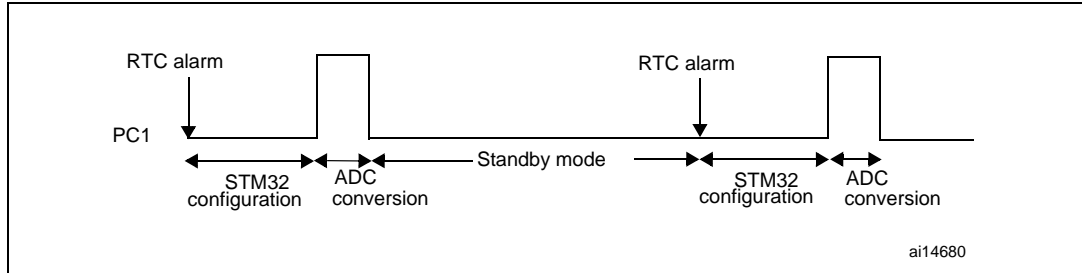 RTC alarm
RTC alarm
PC1
Standby mode
STM32
configuration
ADC
conversion
STM32
configuration
ADC
conversion
ai14680